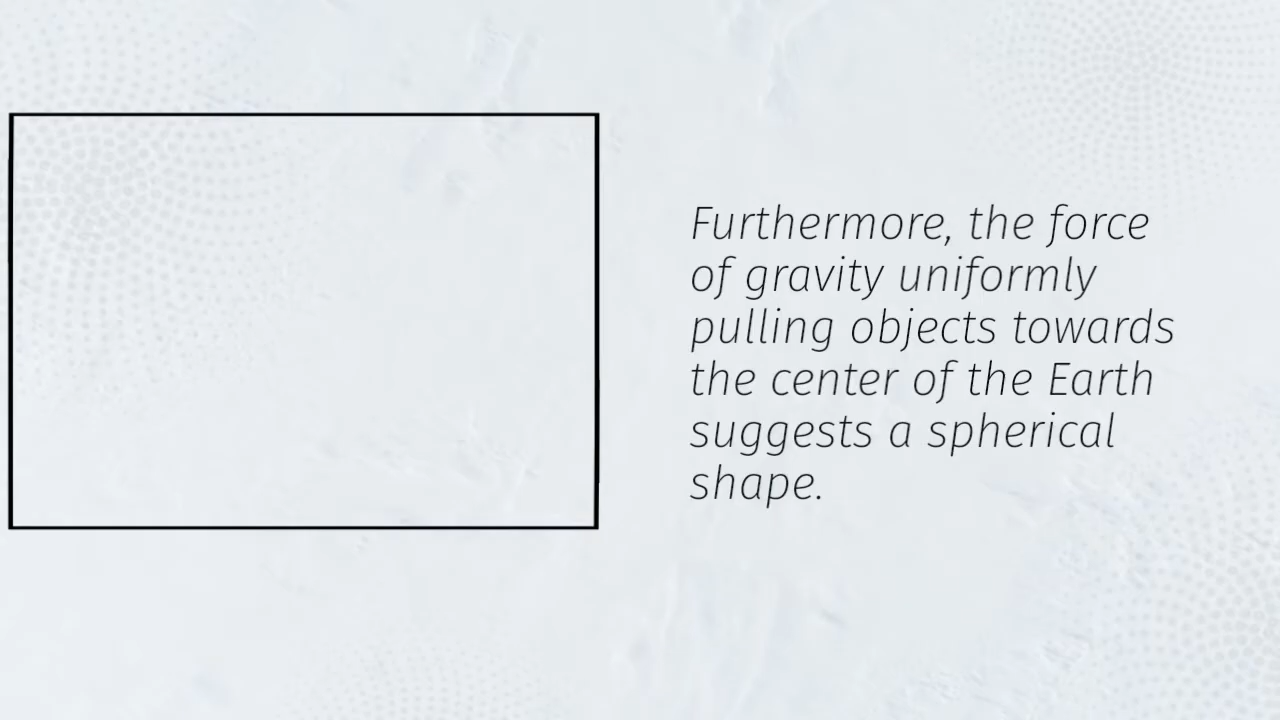 Furthermore, the force
of gravity uniformly
pulling objects towards
the center of the Earth
suggests a spherical
shape.